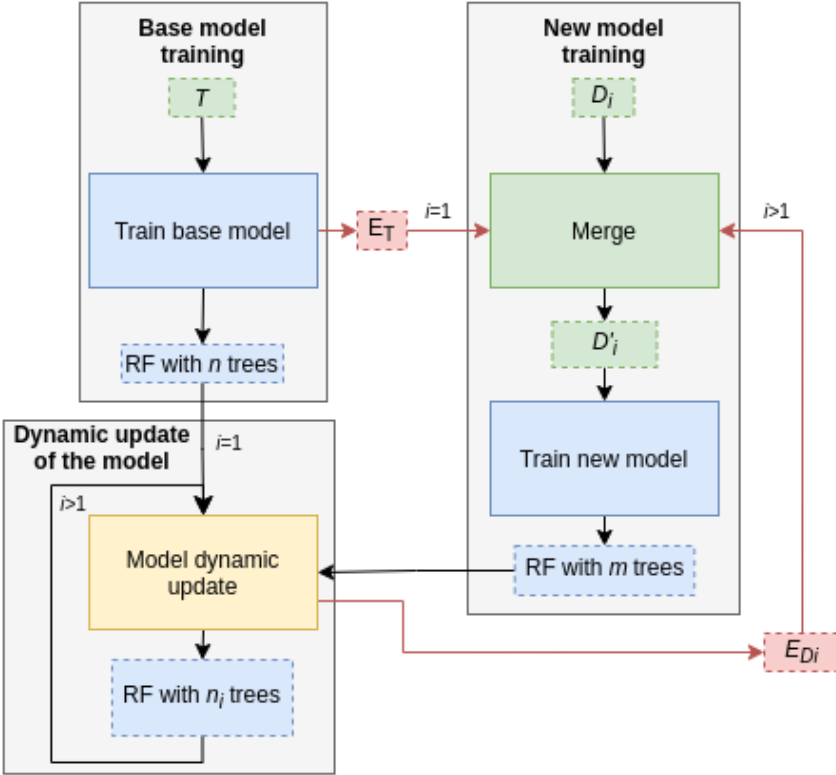 Base model
training
T
Train base model
RF with n trees
E_T
i=1
New model
training
D_i
Merge
i>1
D'_i
Train new model
RF with m trees
Dynamic update
of the model
i=1
i>1
Model dynamic
update
RF with n_i trees
E_Di